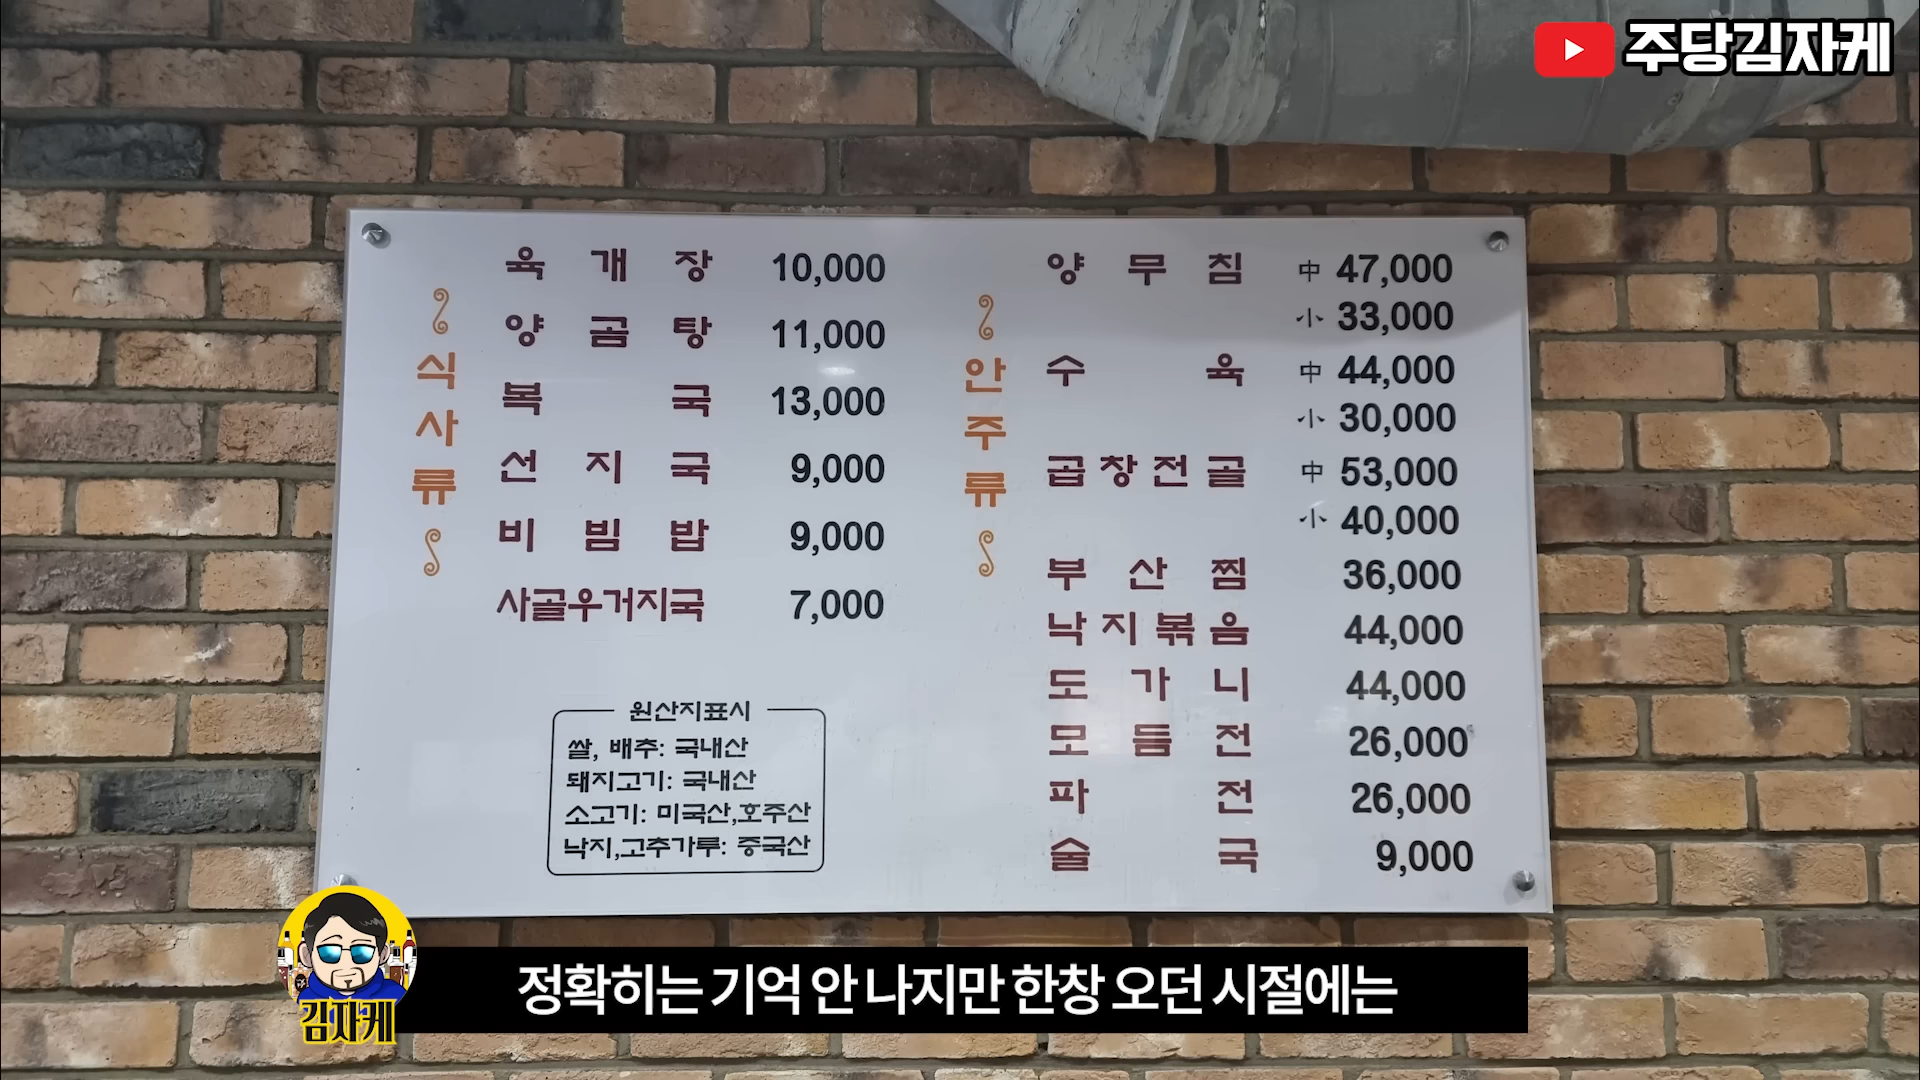 주당김자케
식사류
육개장 10,000
양곰탕 11,000
복국 13,000
선지국 9,000
비빔밥 9,000
사골우거지국 7,000
원산지표시
쌀, 배추: 국내산
돼지고기: 국내산
소고기: 미국산,호주산
낙지,고추가루: 중국산
안주류
양무침 中 47,000
小 33,000
수육 中 44,000
小 30,000
곱창전골 中 53,000
小 40,000
부산찜 36,000
낙지볶음 44,000
도가니 44,000
모듬전 26,000
파전 26,000
술국 9,000
김자케
정확히는 기억 안 나지만 한창 오던 시절에는